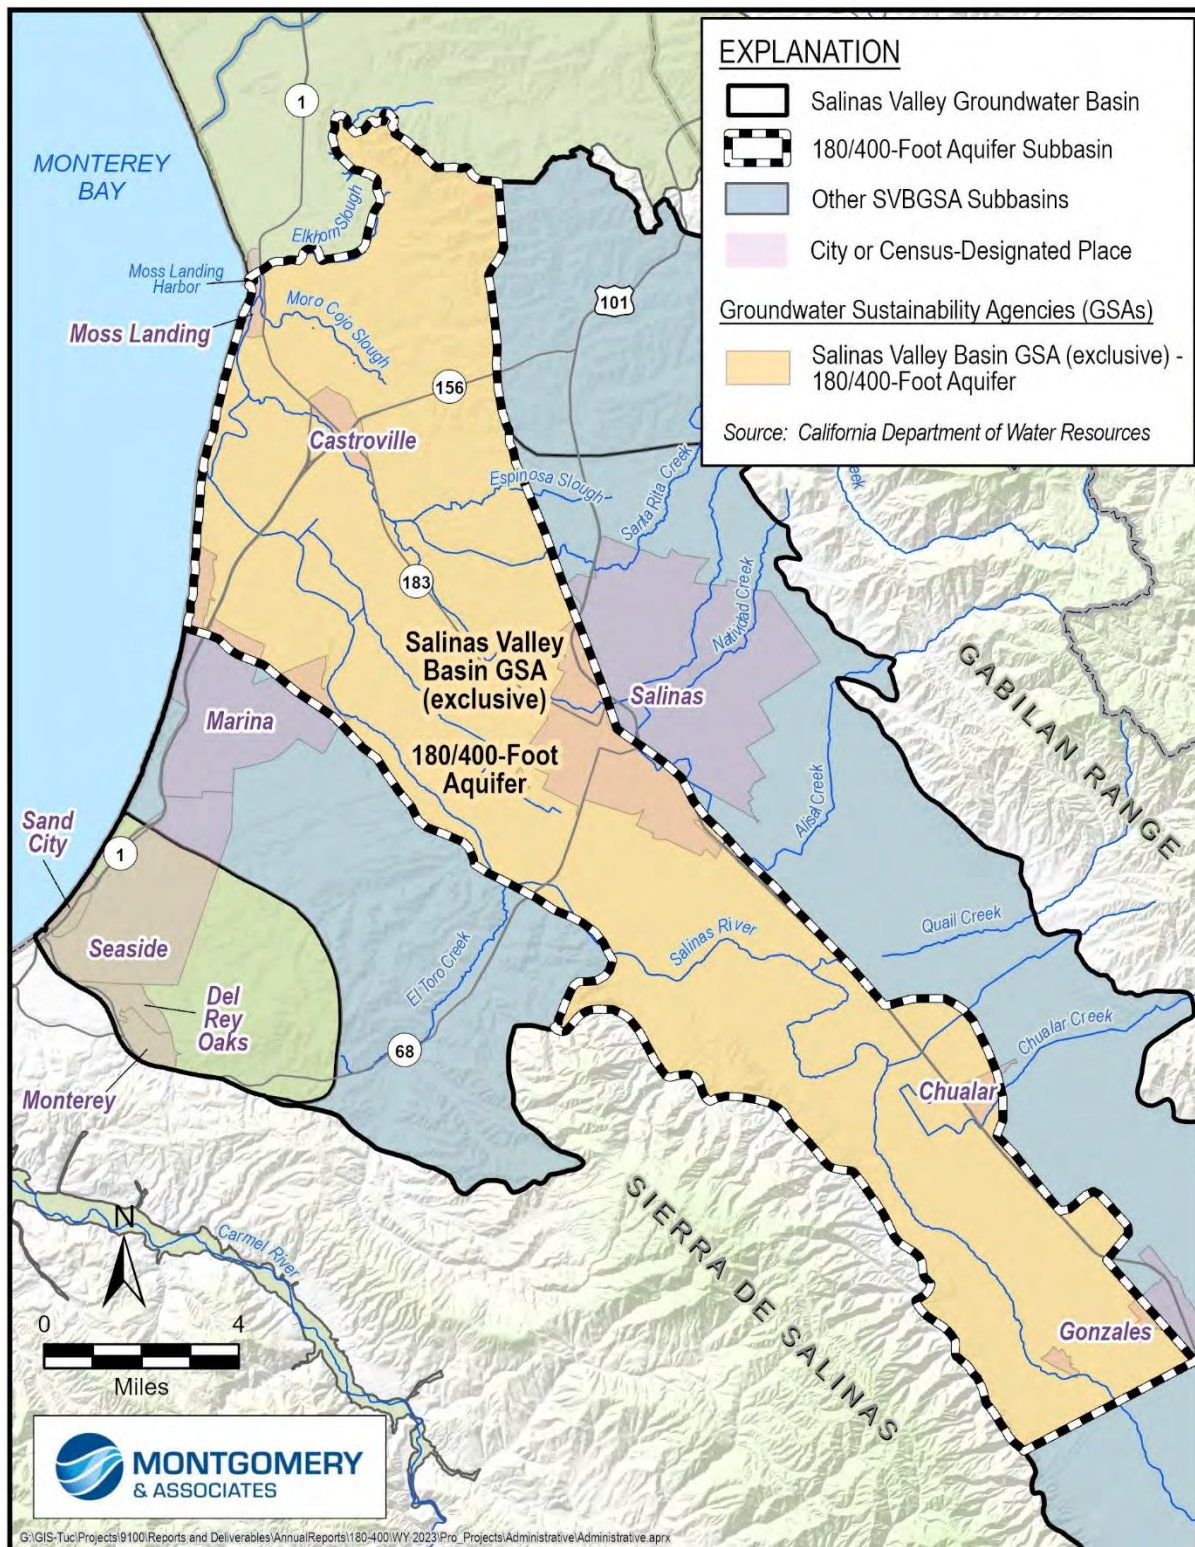 EXPLANATION
Salinas Valley Groundwater Basin
180/400-Foot Aquifer Subbasin
Other SVBGSA Subbasins
City or Census-Designated Place
Groundwater Sustainability Agencies (GSAs)
Salinas Valley Basin GSA (exclusive) -
180/400-Foot Aquifer
Source: California Department of Water Resources
1
MONTEREY
BAY
Elkhorn Slough
Moss Landing
Harbor
Moro Cojo Slough
Moss Landing
101
156
Castroville
Espinosa Slough
Santa Rita Creek
Creek
183
Natividad Creek
Salinas Valley
Basin GSA
(exclusive)
Salinas
GABILAN RANGE
Marina
180/400-Foot
Aquifer
Alisal Creek
Sand
City
1
Seaside
El Toro Creek
Salinas River
Quail Creek
Del
Rey
Oaks
68
Chualar Creek
Monterey
Chualar
SIERRA DE SALINAS
N
Carmel River
0 4
Miles
Gonzales
MONTGOMERY
& ASSOCIATES
G:\GIS-Tuc\Projects\9100\Reports and Deliverables\AnnualReports\180-400\WY 2023\Pro_Projects\Administrative\Administrative.aprx